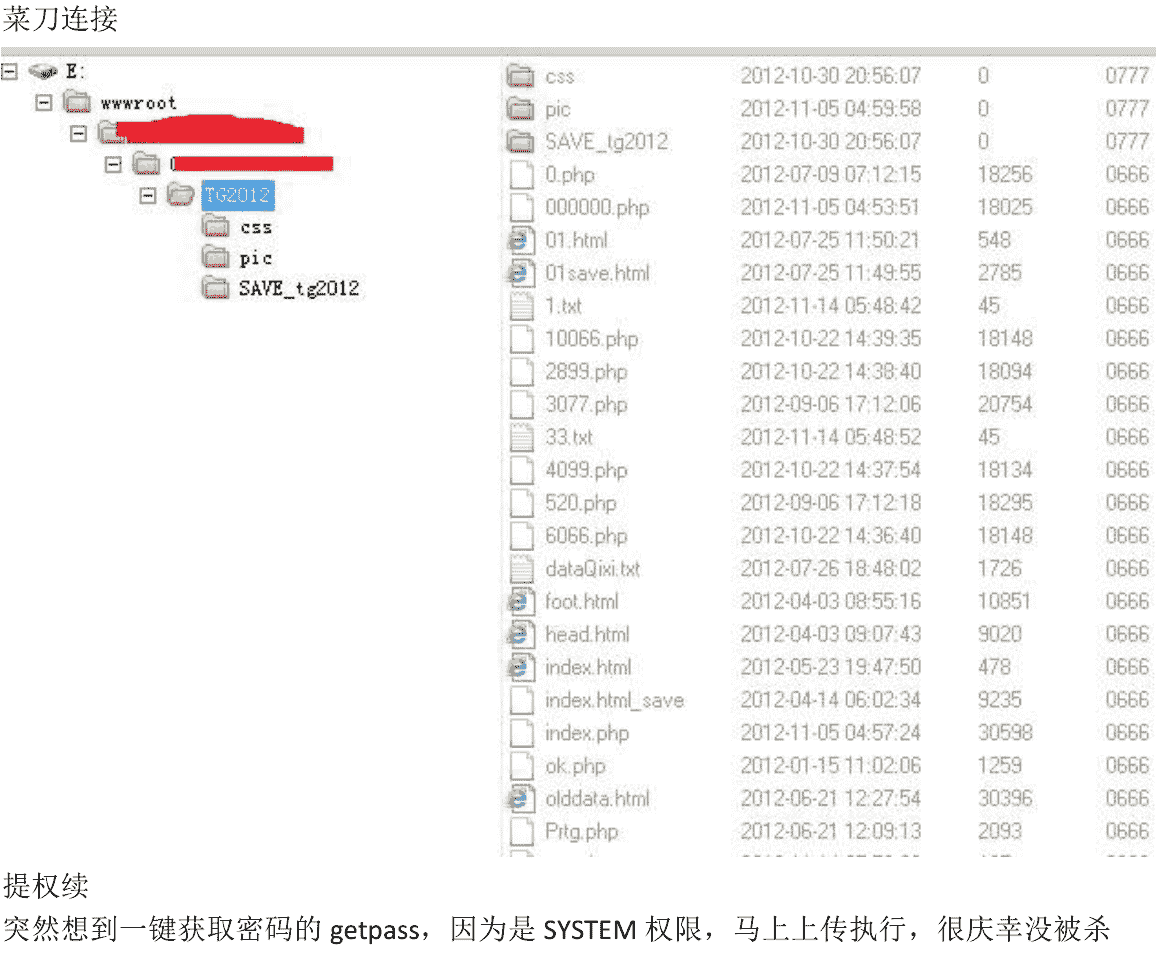 菜刀连接
E:
wwwroot
TG2012
css
pic
SAVE_tg2012
css 2012-10-30 20:56:07 0 0777
pic 2012-11-05 04:59:58 0 0777
SAVE_tg2012 2012-10-30 20:56:07 0 0777
0.php 2012-07-09 07:12:15 18256 0666
000000.php 2012-11-05 04:53:51 18025 0666
01.html 2012-07-25 11:50:21 548 0666
01save.html 2012-07-25 11:49:55 2785 0666
1.txt 2012-11-14 05:48:42 45 0666
10066.php 2012-10-22 14:39:35 18148 0666
2899.php 2012-10-22 14:38:40 18094 0666
3077.php 2012-09-06 17:12:06 20754 0666
33.txt 2012-11-14 05:48:52 45 0666
4099.php 2012-10-22 14:37:54 18134 0666
520.php 2012-09-06 17:12:18 18295 0666
6066.php 2012-10-22 14:36:40 18148 0666
dataQixi.txt 2012-07-26 18:48:02 1726 0666
foot.html 2012-04-03 08:55:16 10851 0666
head.html 2012-04-03 09:07:43 9020 0666
index.html 2012-05-23 19:47:50 478 0666
index.html_save 2012-04-14 06:02:34 9235 0666
index.php 2012-11-05 04:57:24 30598 0666
ok.php 2012-01-15 11:02:06 1259 0666
olddata.html 2012-06-21 12:27:54 30396 0666
Prtg.php 2012-06-21 12:09:13 2093 0666
提权续
突然想到一键获取密码的 getpass，因为是 SYSTEM 权限，马上上传执行，很庆幸没被杀